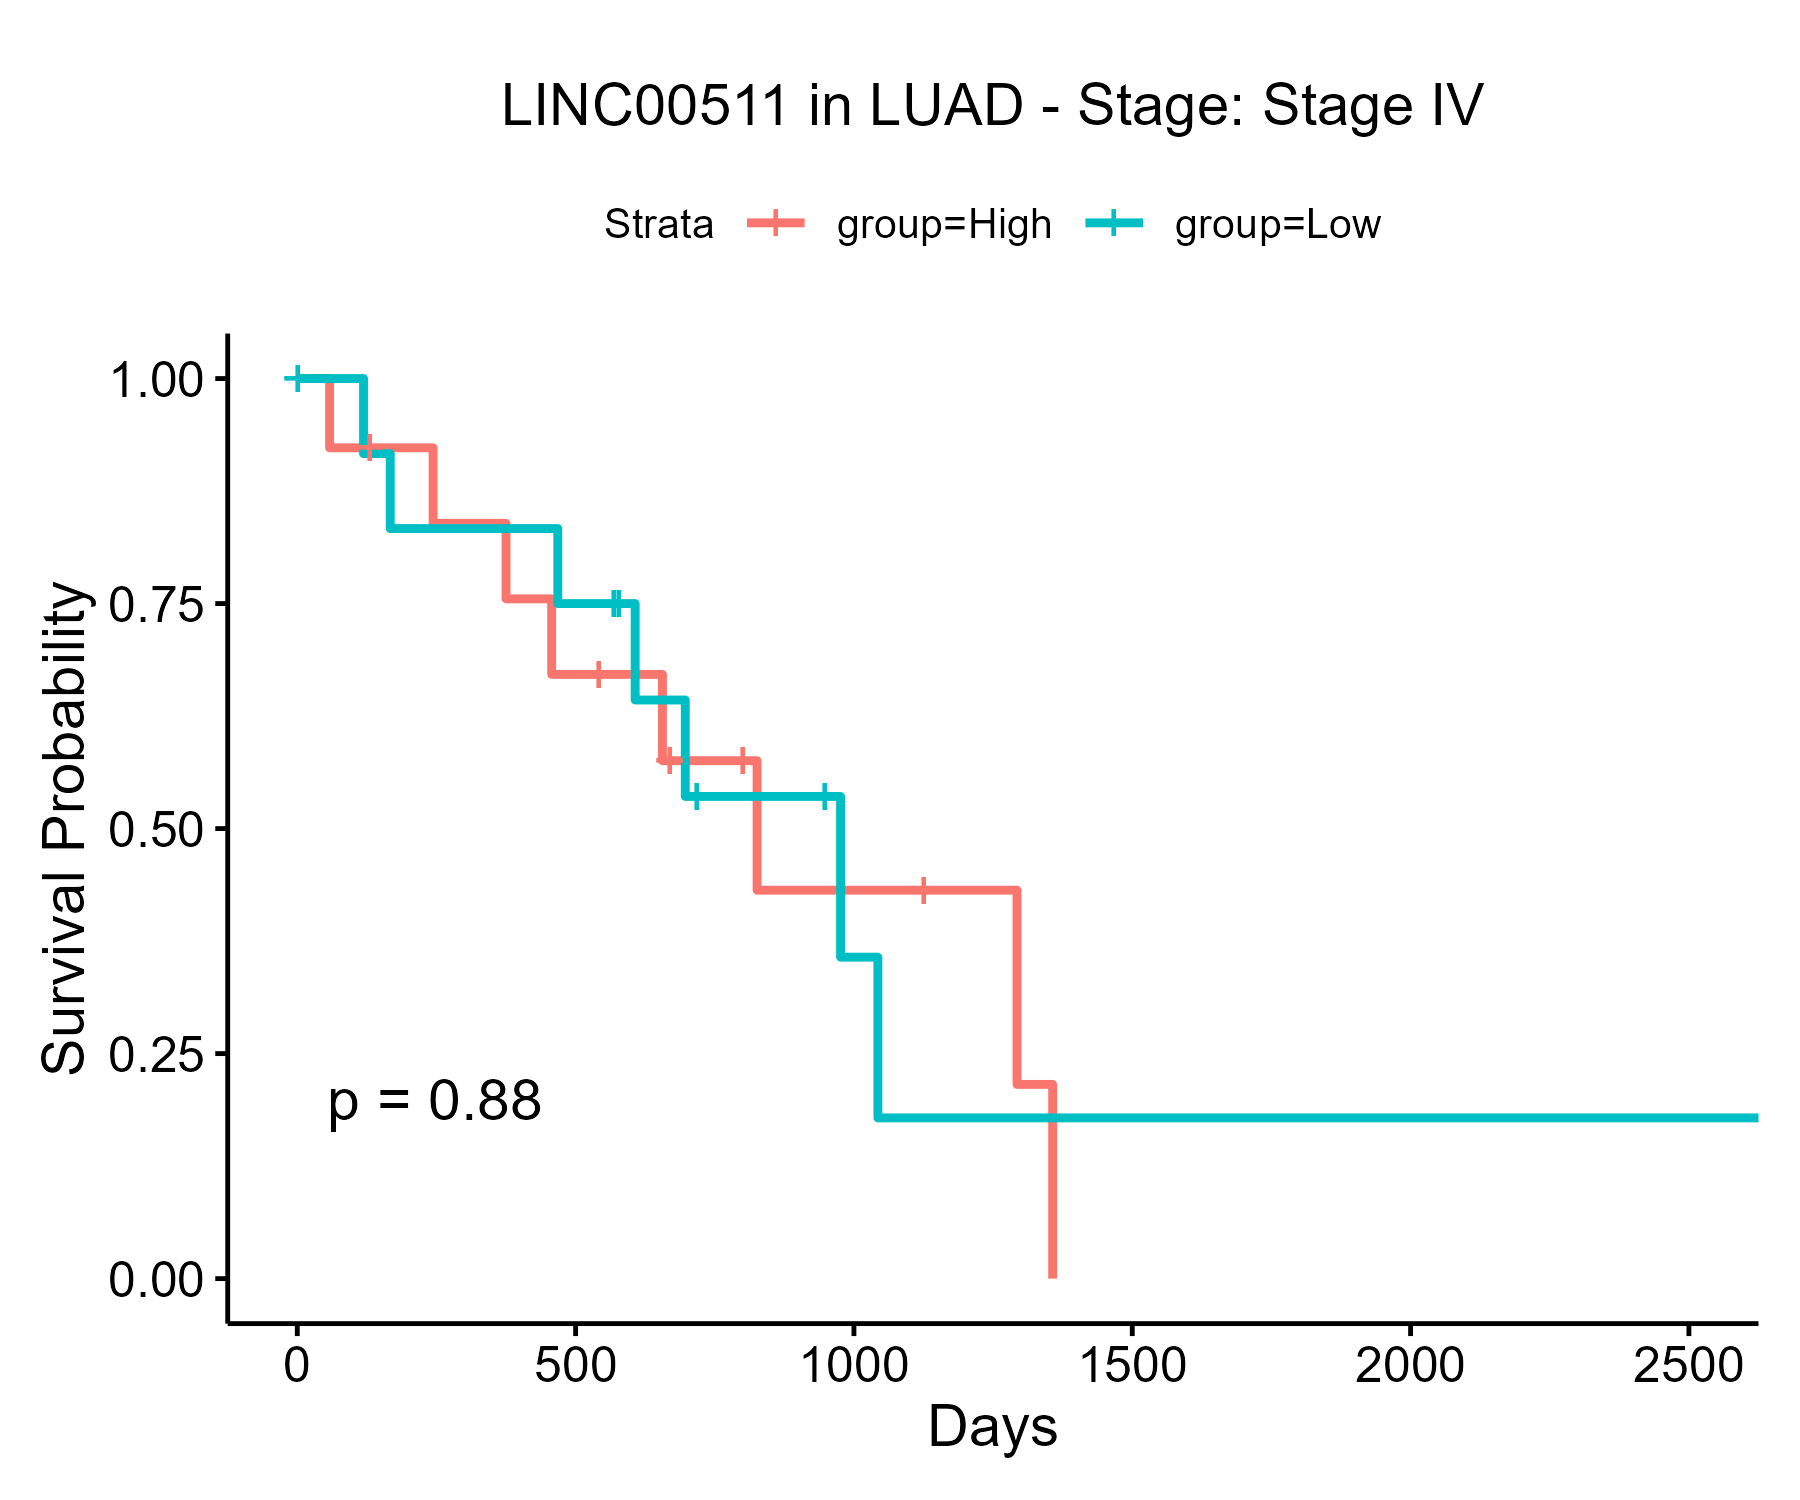 LINC00511 in LUAD - Stage: Stage IV
Strata group=High group=Low
Survival Probability
1.00
0.75
0.50
0.25
0.00
p = 0.88
0 500 1000 1500 2000 2500
Days